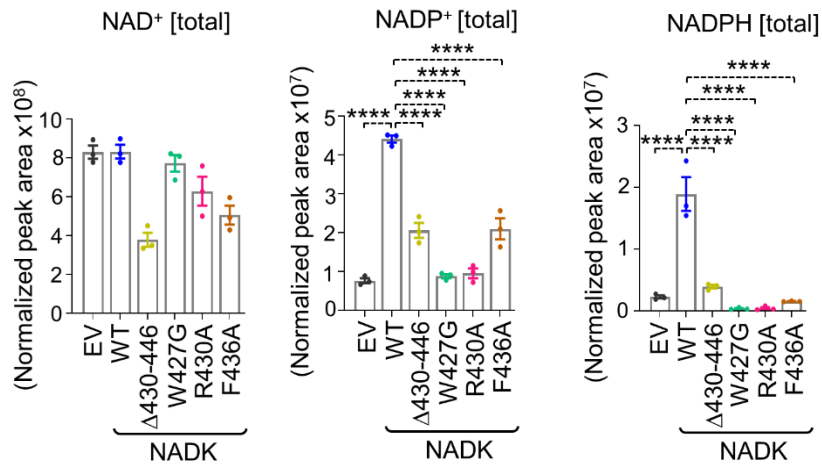 NAD⁺ [total]
(Normalized peak area x10⁸)
10
8
6
4
2
0
EV
WT
Δ430-446
W427G
R430A
F436A
NADK
NADP⁺ [total]
(Normalized peak area x10⁷)
5
4
3
2
1
0
****
****
****
****
****
EV
WT
Δ430-446
W427G
R430A
F436A
NADK
NADPH [total]
(Normalized peak area x10⁷)
3
2
1
0
****
****
****
****
****
EV
WT
Δ430-446
W427G
R430A
F436A
NADK